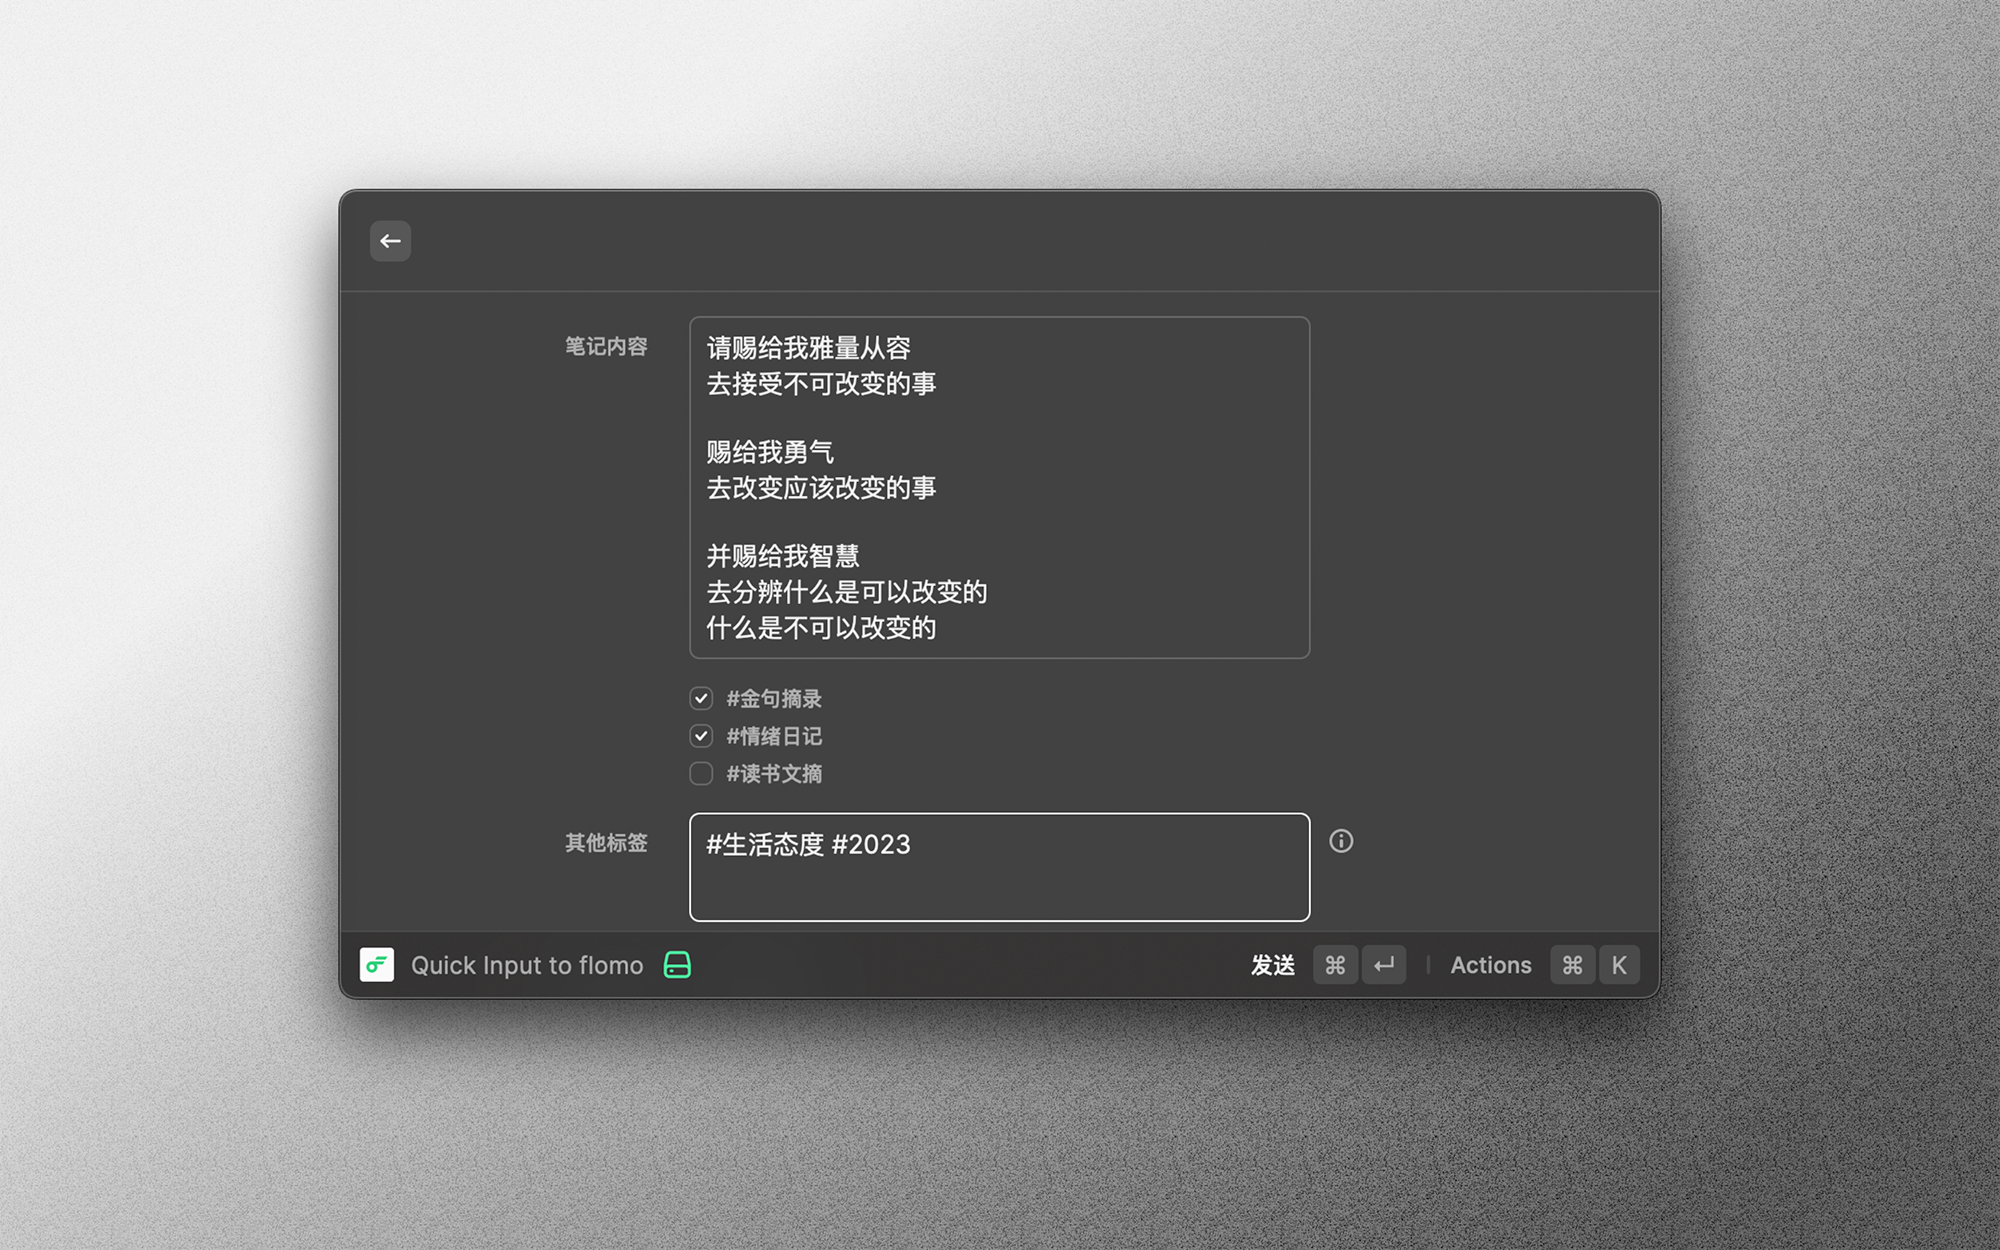 笔记内容
请赐给我雅量从容
去接受不可改变的事
赐给我勇气
去改变应该改变的事
并赐给我智慧
去分辨什么是可以改变的
什么是不可以改变的
#金句摘录
#情绪日记
#读书文摘
其他标签
#生活态度 #2023
Quick Input to flomo
发送 ⌘ ↵ | Actions ⌘ K